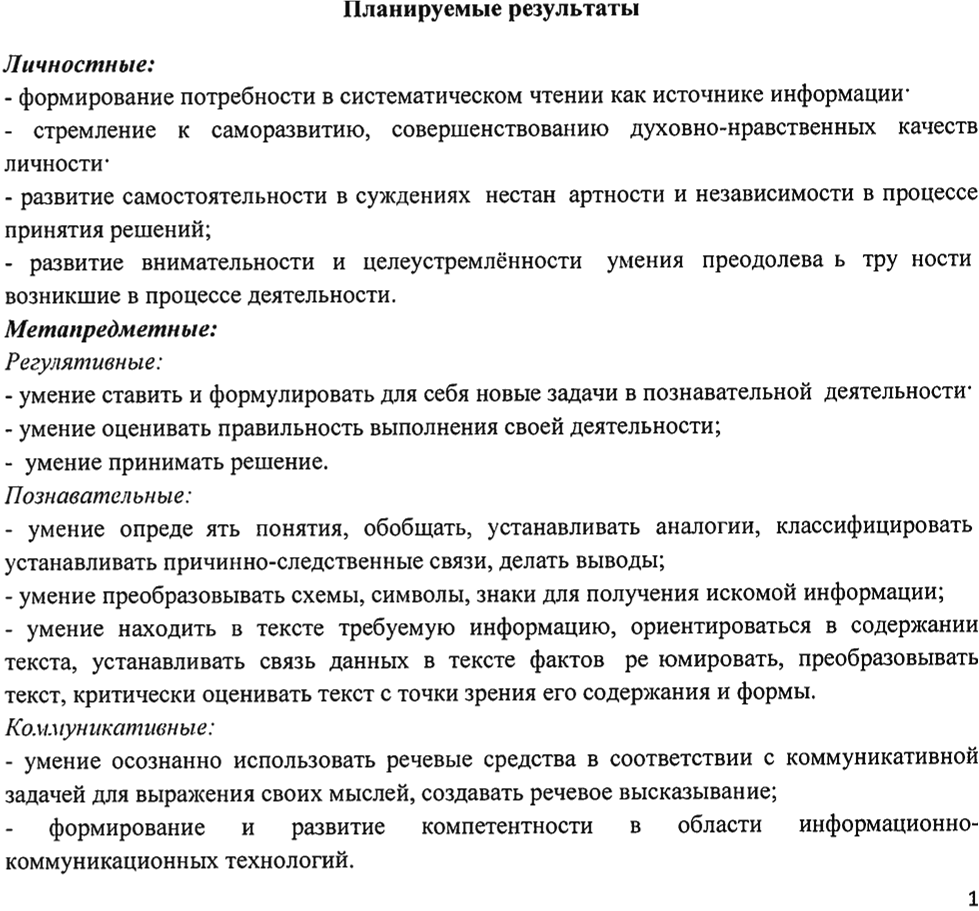 Планируемые результаты
Личностные:
- формирование потребности в систематическом чтении как источнике информации·
- стремление к саморазвитию, совершенствованию духовно-нравственных качеств
личности·
- развитие самостоятельности в суждениях нестан артности и независимости в процессе
принятия решений;
- развитие внимательности и целеустремлённости умения преодолева ь тру ности
возникшие в процессе деятельности.
Метапредметные:
Регулятивные:
- умение ставить и формулировать для себя новые задачи в познавательной деятельности·
- умение оценивать правильность выполнения своей деятельности;
- умение принимать решение.
Познавательные:
- умение опреде ять понятия, обобщать, устанавливать аналогии, классифицировать
устанавливать причинно-следственные связи, делать выводы;
- умение преобразовывать схемы, символы, знаки для получения искомой информации;
- умение находить в тексте требуемую информацию, ориентироваться в содержании
текста, устанавливать связь данных в тексте фактов ре юмировать, преобразовывать
текст, критически оценивать текст с точки зрения его содержания и формы.
Коммуникативные:
- умение осознанно использовать речевые средства в соответствии с коммуникативной
задачей для выражения своих мыслей, создавать речевое высказывание;
- формирование и развитие компетентности в области информационно-
коммуникационных технологий.
1